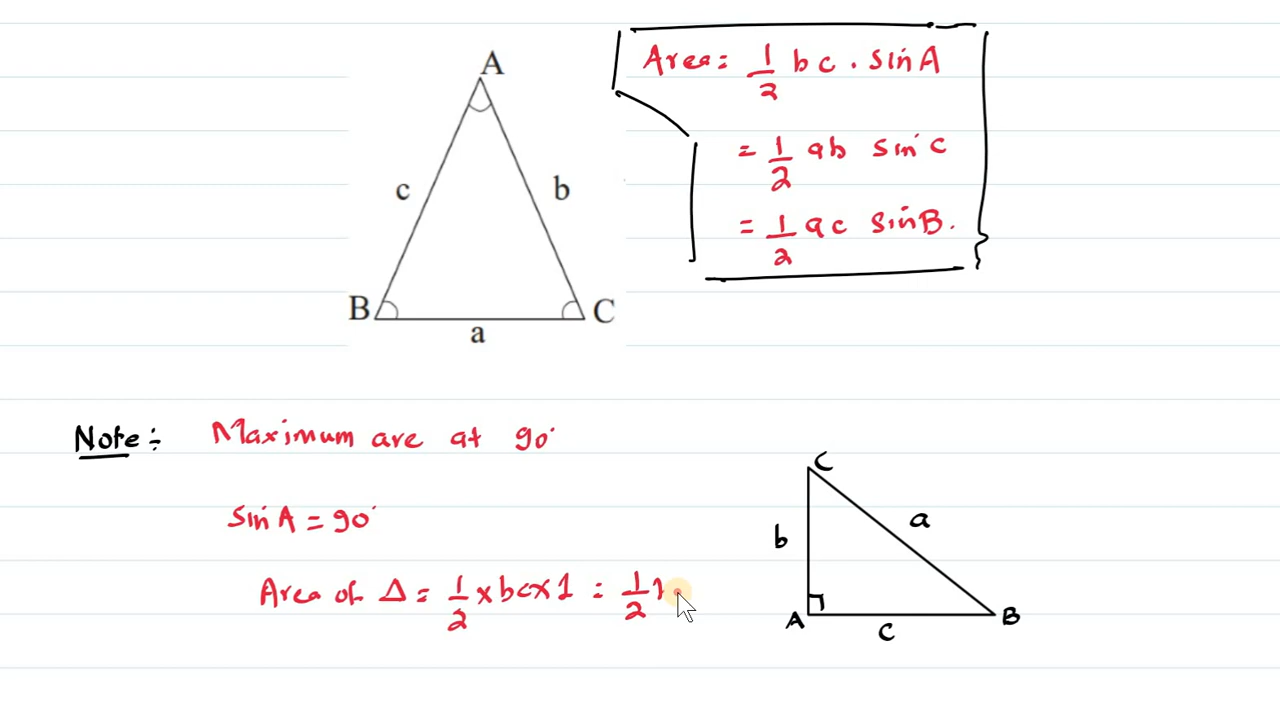 A
c
b
B
C
a
Area = 1/2 bc . sin A
= 1/2 ab sin C
= 1/2 ac sin B.
Note :-
Maximum are at 90°
sin A = 90°
Area of Δ = 1/2 × bc × 1 = 1/2
C
b
a
A
c
B